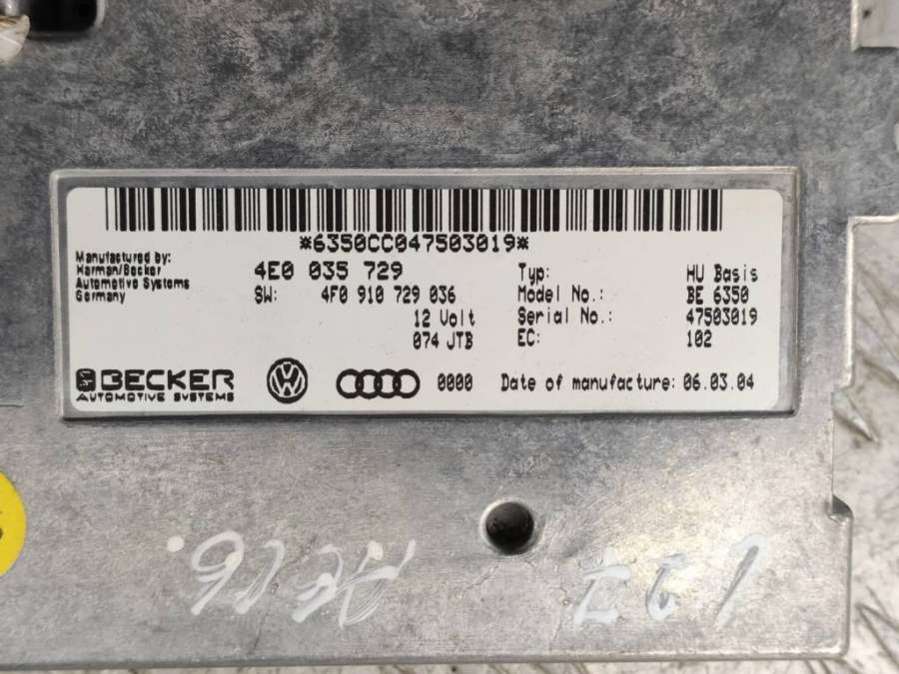 *6350CC047503019*
Manufactured by:
Harman/Becker
Automotive Systems
Germany
4E0 035 729
SW: 4F0 910 729 036
12 Volt
074 JTB
Typ: HU Basis
Model No.: BE 6350
Serial No.: 47503019
EC: 102
BECKER
AUTOMOTIVE SYSTEMS
VW
0000
Date of manufacture: 06.03.04